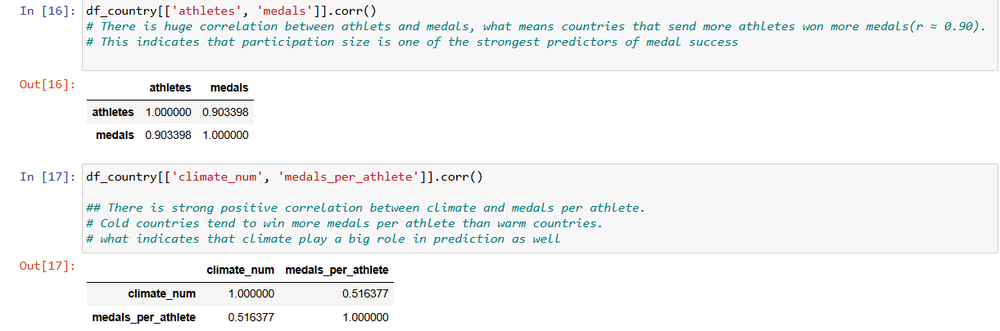 In [16]: df_country[['athletes', 'medals']].corr()
# There is huge correlation between athlets and medals, what means countries that send more athletes won more medals(r ≈ 0.90).
# This indicates that participation size is one of the strongest predictors of medal success
Out[16]:
athletes medals
athletes 1.000000 0.903398
medals 0.903398 1.000000
In [17]: df_country[['climate_num', 'medals_per_athlete']].corr()
## There is strong positive correlation between climate and medals per athlete.
# Cold countries tend to win more medals per athlete than warm countries.
# what indicates that climate play a big role in prediction as well
Out[17]:
climate_num medals_per_athlete
climate_num 1.000000 0.516377
medals_per_athlete 0.516377 1.000000